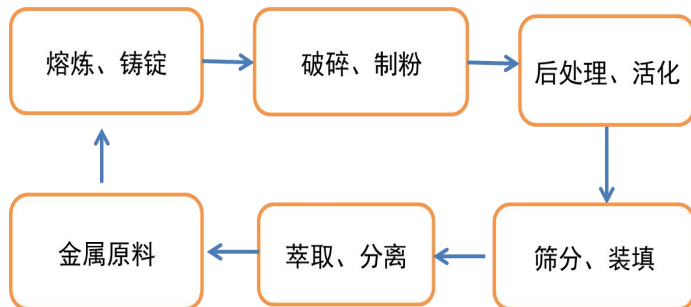 熔炼、铸锭
破碎、制粉
后处理、活化
金属原料
萃取、分离
筛分、装填